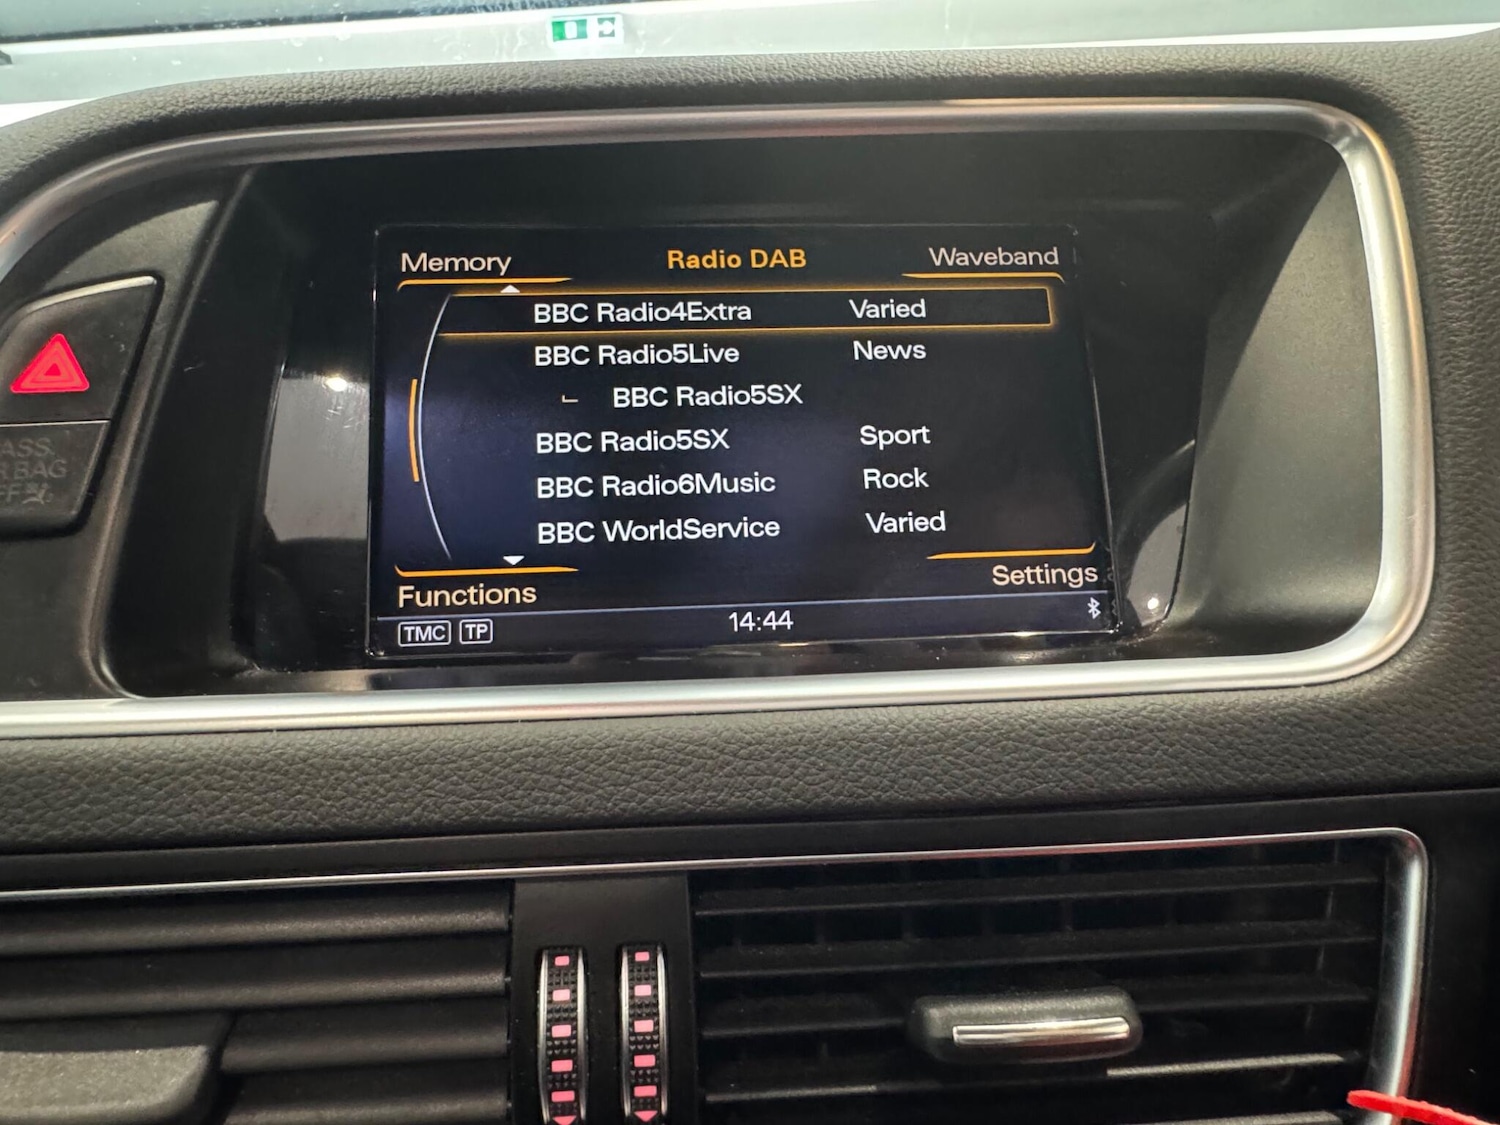 Memory Radio DAB Waveband
BBC Radio4Extra Varied
BBC Radio5Live News
BBC Radio5SX
BBC Radio5SX Sport
BBC Radio6Music Rock
BBC WorldService Varied
Functions Settings
TMC TP 14:44